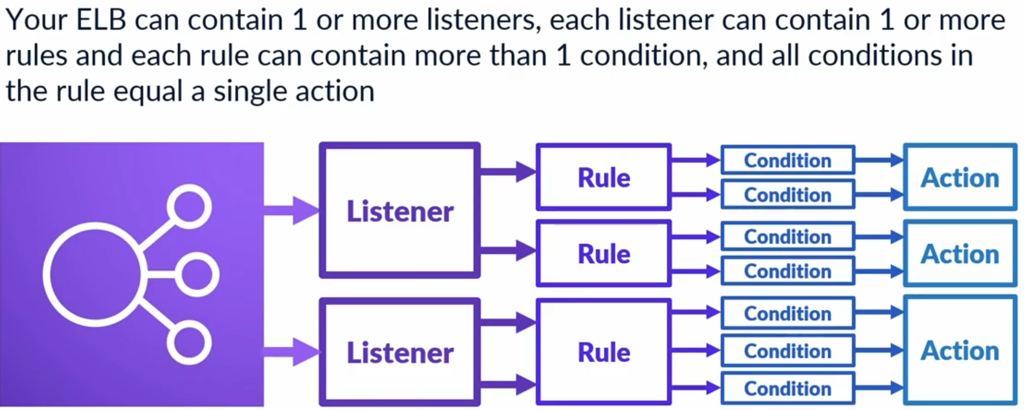 Your ELB can contain 1 or more listeners, each listener can contain 1 or more
rules and each rule can contain more than 1 condition, and all conditions in
the rule equal a single action
Listener
Rule
Condition
Condition
Action
Rule
Condition
Condition
Action
Listener
Rule
Condition
Condition
Condition
Action